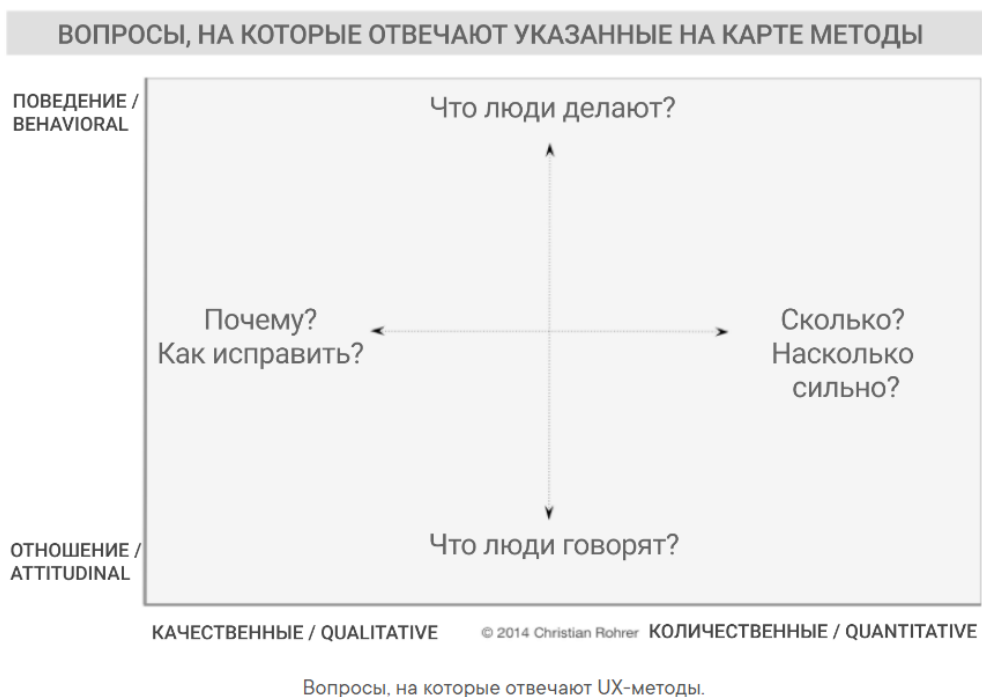 ВОПРОСЫ, НА КОТОРЫЕ ОТВЕЧАЮТ УКАЗАННЫЕ НА КАРТЕ МЕТОДЫ
ПОВЕДЕНИЕ /
BEHAVIORAL
Что люди делают?
Почему?
Как исправить?
Сколько?
Насколько
сильно?
Что люди говорят?
ОТНОШЕНИЕ /
ATTITUDINAL
КАЧЕСТВЕННЫЕ / QUALITATIVE
© 2014 Christian Rohrer
КОЛИЧЕСТВЕННЫЕ / QUANTITATIVE
Вопросы, на которые отвечают UX-методы.